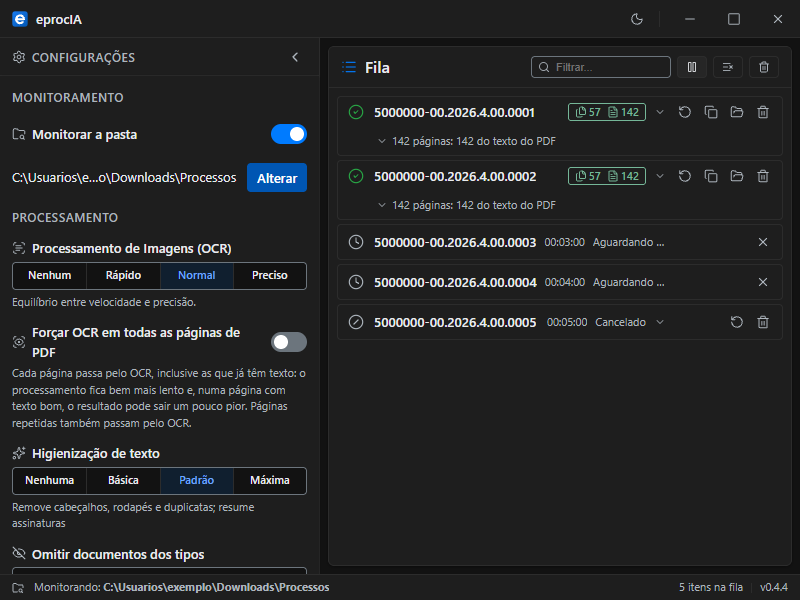 eprocIA
CONFIGURAÇÕES
MONITORAMENTO
Monitorar a pasta
C:\Usuarios\e...o\Downloads\Processos
Alterar
PROCESSAMENTO
Processamento de Imagens (OCR)
Nenhum Rápido Normal Preciso
Equilíbrio entre velocidade e precisão.
Forçar OCR em todas as páginas de
PDF
Cada página passa pelo OCR, inclusive as que já têm texto: o
processamento fica bem mais lento e, numa página com
texto bom, o resultado pode sair um pouco pior. Páginas
repetidas também passam pelo OCR.
Higienização de texto
Nenhuma Básica Padrão Máxima
Remove cabeçalhos, rodapés e duplicatas; resume
assinaturas
Omitir documentos dos tipos
Fila
Filtrar...
5000000-00.2026.4.00.0001 57 142
142 páginas: 142 do texto do PDF
5000000-00.2026.4.00.0002 57 142
142 páginas: 142 do texto do PDF
5000000-00.2026.4.00.0003 00:03:00 Aguardando ...
5000000-00.2026.4.00.0004 00:04:00 Aguardando ...
5000000-00.2026.4.00.0005 00:05:00 Cancelado
Monitorando: C:\Usuarios\exemplo\Downloads\Processos
5 itens na fila v0.4.4